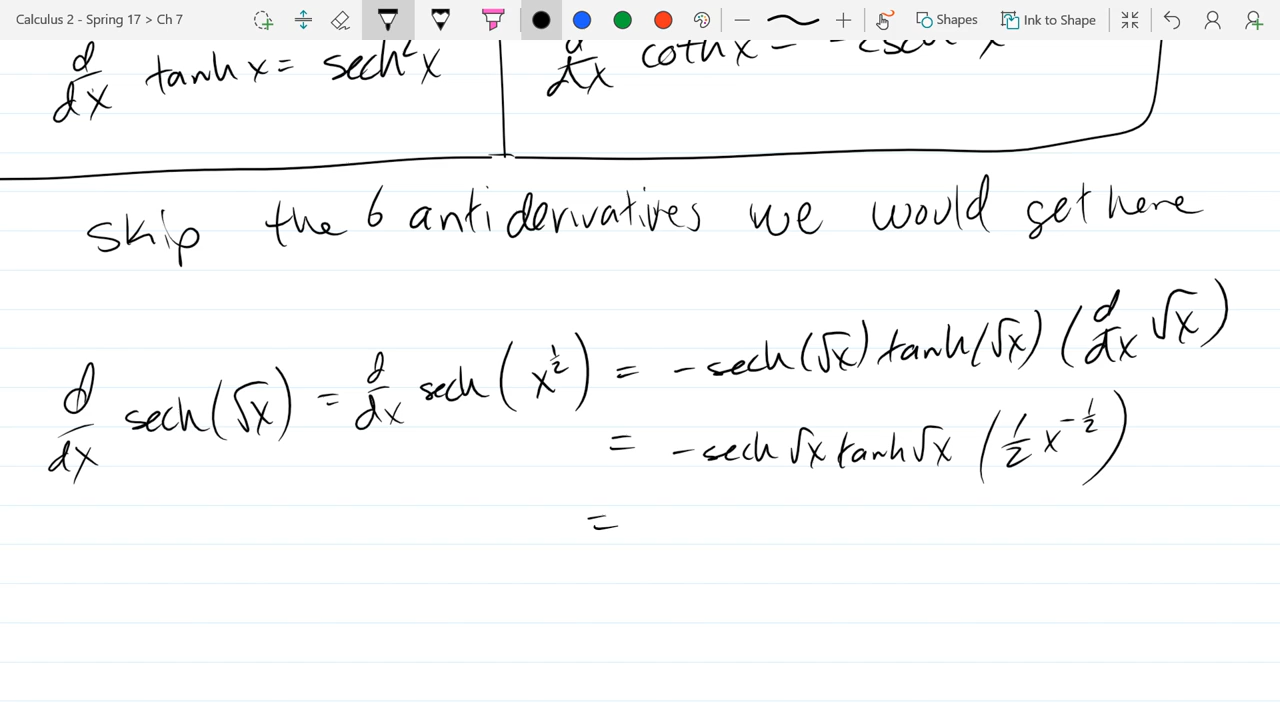 Calculus 2 - Spring 17 > Ch 7
Shapes
Ink to Shape
d/dx tanh x = sech²x
d/dx coth x = -csch²x
skip the 6 antiderivatives we would get here
d/dx sech(√x) = d/dx sech(x^½) = -sech(√x) tanh(√x) (d/dx √x)
= -sech √x tanh √x (½ x^-½)
=